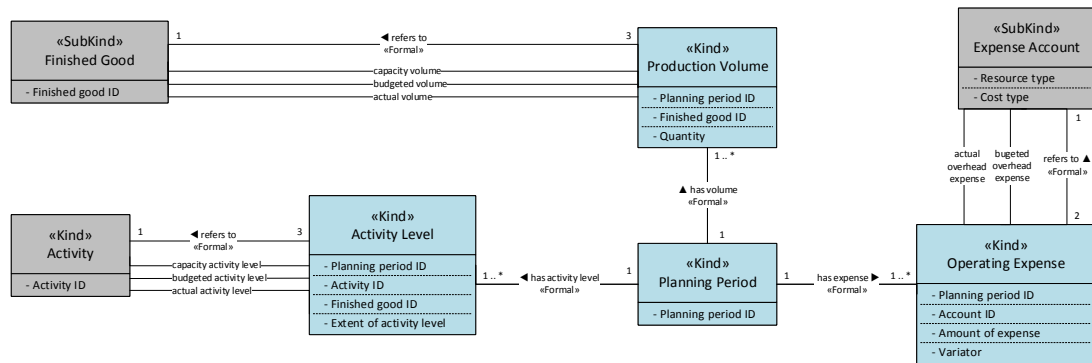 «SubKind»
Finished Good
- Finished good ID
1
◄ refers to
«Formal»
3
capacity volume
budgeted volume
actual volume
«Kind»
Production Volume
- Planning period ID
- Finished good ID
- Quantity
1 .. *
▲ has volume
«Formal»
1
«SubKind»
Expense Account
- Resource type
- Cost type
1
actual
overhead
expense
bugeted
overhead
expense
refers to ▲
«Formal»
2
«Kind»
Activity
- Activity ID
1
◄ refers to
«Formal»
3
capacity activity level
budgeted activity level
actual activity level
«Kind»
Activity Level
- Planning period ID
- Activity ID
- Finished good ID
- Extent of activity level
1 .. *
◄ has activity level
«Formal»
1
«Kind»
Planning Period
- Planning period ID
1
has expense ►
«Formal»
1 .. *
«Kind»
Operating Expense
- Planning period ID
- Account ID
- Amount of expense
- Variator